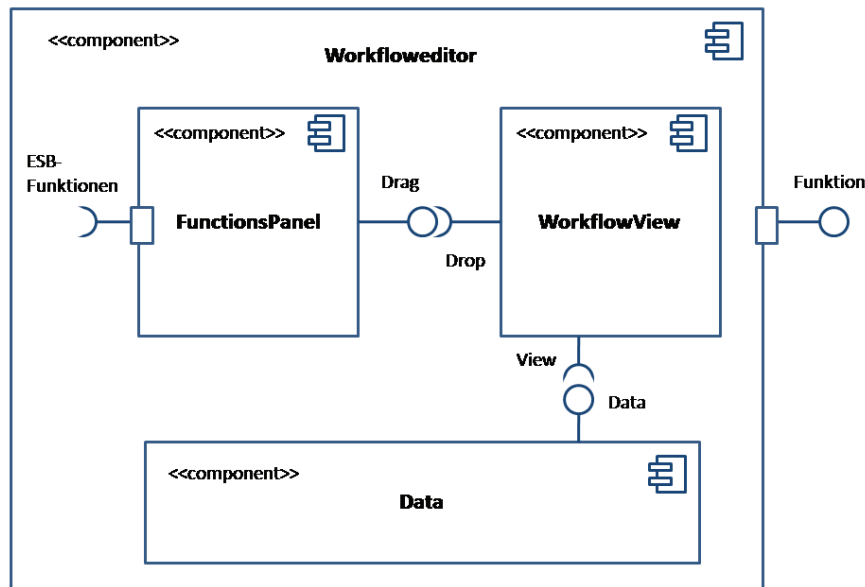 <<component>>
Workfloweditor
<<component>>
<<component>>
ESB-
Funktionen
Drag
Funktion
FunctionsPanel
WorkflowView
Drop
View
Data
<<component>>
Data